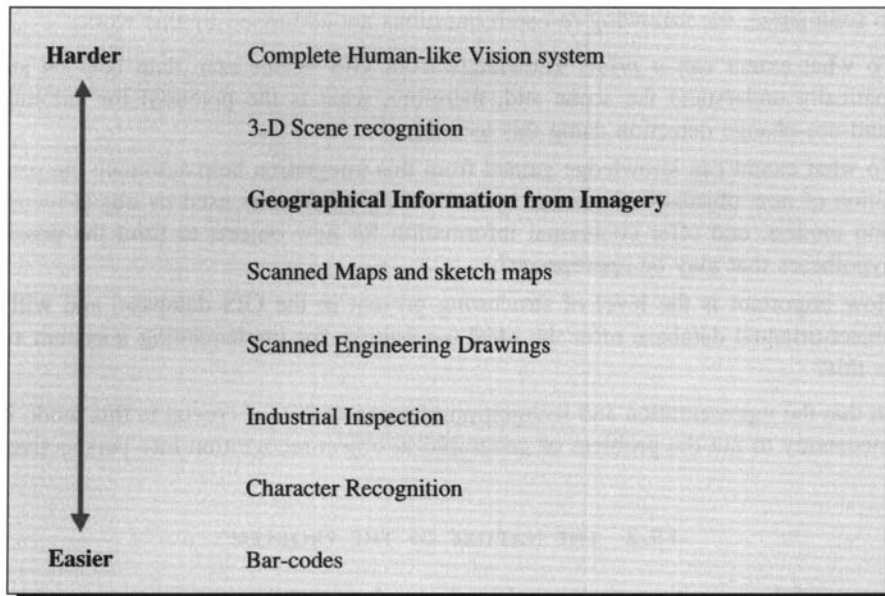 Harder Complete Human-like Vision system
3-D Scene recognition
Geographical Information from Imagery
Scanned Maps and sketch maps
Scanned Engineering Drawings
Industrial Inspection
Character Recognition
Easier Bar-codes